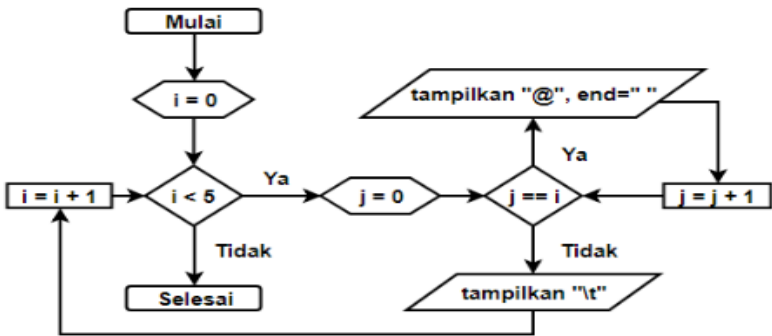 Mulai
i = 0
i < 5
Ya
j = 0
j == i
Ya
tampilkan "@", end=" "
j = j + 1
Tidak
tampilkan "\t"
i = i + 1
Tidak
Selesai